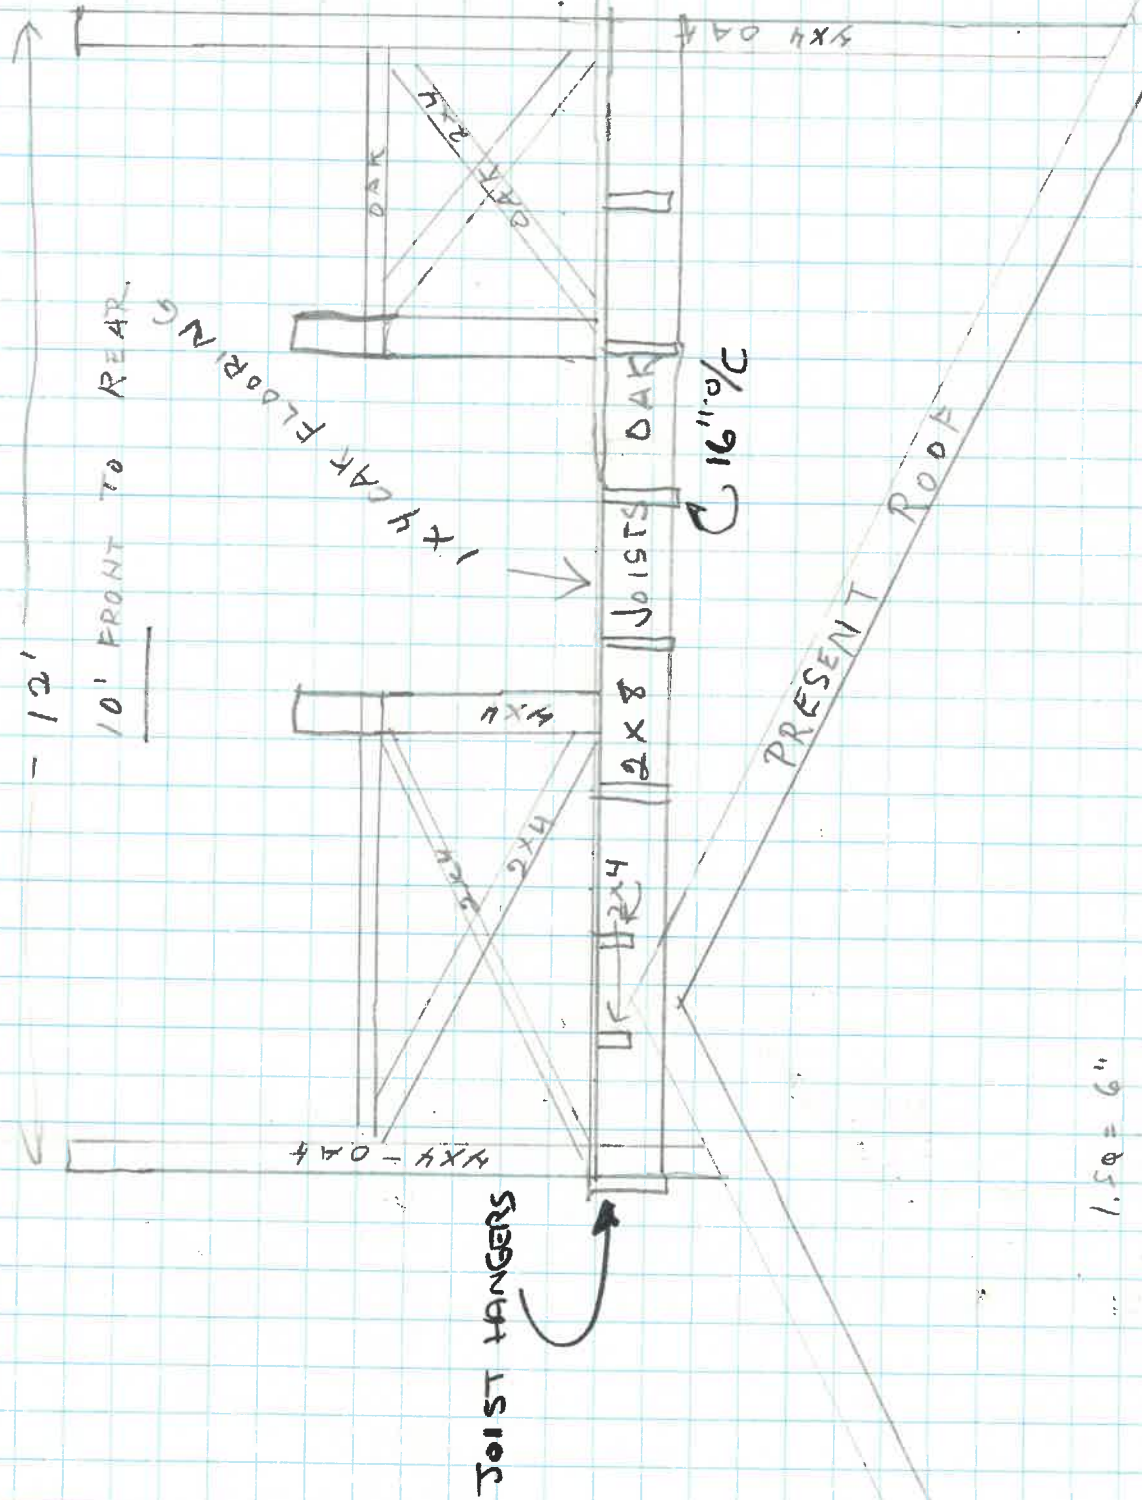 - 12'
10' FRONT TO REAR
1X4 OAK FLOORING
OAK
2X4
OAK
4X4 OAK
4X4
2X4
2X4
4X4 - OAK
2X4
2X8 JOISTS OAK
16" O/C
JOIST HANGERS
PRESENT ROOF
1. SQ = 6"